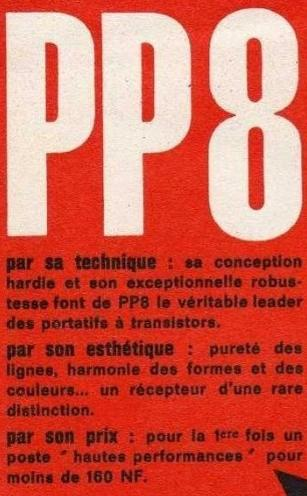 PP8
par sa technique : sa conception
hardie et son exceptionnelle robus-
tesse font de PP8 le véritable leader
des portatifs à transistors.
par son esthétique : pureté des
lignes, harmonie des formes et des
couleurs... un récepteur d'une rare
distinction.
par son prix : pour la 1ere fois un
poste " hautes performances " pour
moins de 160 NF.